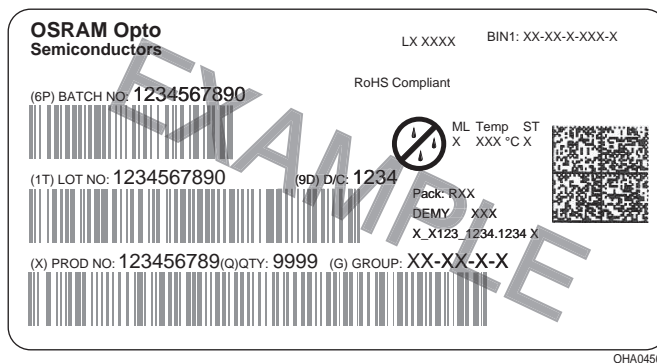 OSRAM Opto
Semiconductors
LX XXXX
BIN1: XX-XX-X-XXX-X
RoHS Compliant
(6P) BATCH NO: 1234567890
ML Temp ST
X XXX °C X
(1T) LOT NO: 1234567890 (9D) D/C: 1234
Pack: RXX
DEMY XXX
X_X123_1234.1234 X
(X) PROD NO: 123456789(Q)QTY: 9999 (G) GROUP: XX-XX-X-X
EXAMPLE